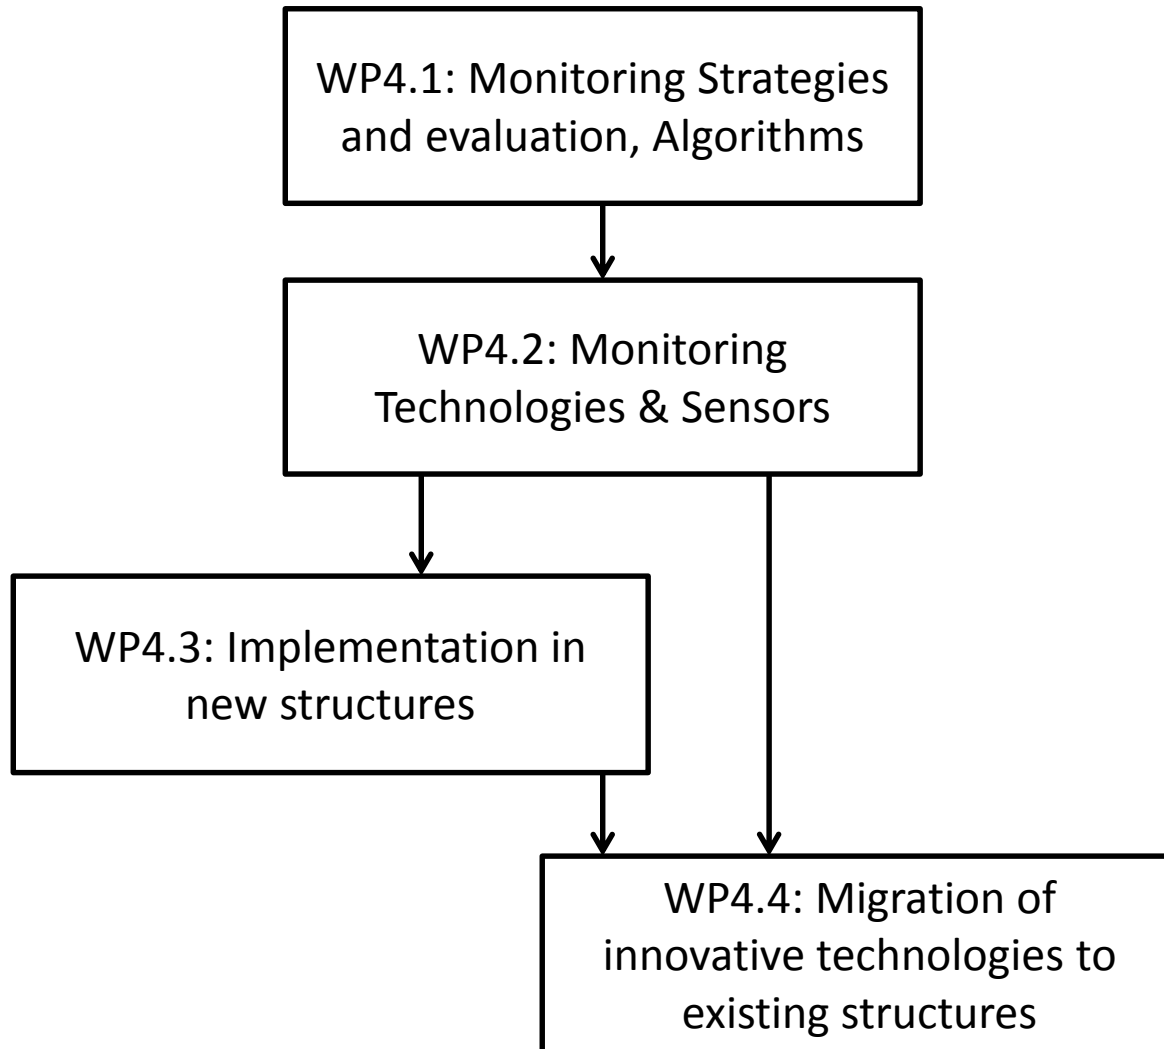 WP4.1: Monitoring Strategies
and evaluation, Algorithms
WP4.2: Monitoring
Technologies & Sensors
WP4.3: Implementation in
new structures
WP4.4: Migration of
innovative technologies to
existing structures